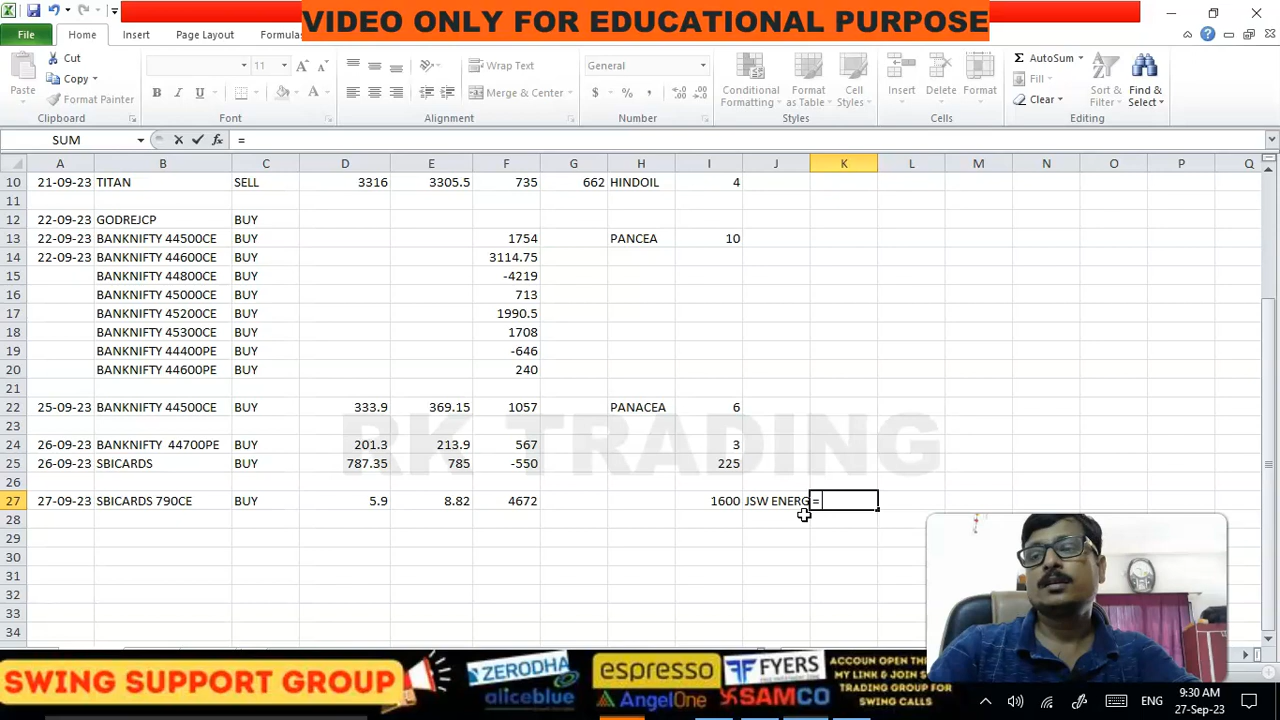 VIDEO ONLY FOR EDUCATIONAL PURPOSE
File Home Insert Page Layout Formulas
Paste Cut Copy Format Painter 11 Wrap Text Merge & Center General Conditional Formatting Format as Table Cell Styles Insert Delete Format AutoSum Fill Clear Sort & Filter Find & Select
Clipboard Font Alignment Number Styles Cells Editing
SUM =
A B C D E F G H I J K L M N O P Q
10 21-09-23 TITAN SELL 3316 3305.5 735 662 HINDOIL 4
11
12 22-09-23 GODREJCP BUY
13 22-09-23 BANKNIFTY 44500CE BUY 1754 PANCEA 10
14 22-09-23 BANKNIFTY 44600CE BUY 3114.75
15 BANKNIFTY 44800CE BUY -4219
16 BANKNIFTY 45000CE BUY 713
17 BANKNIFTY 45200CE BUY 1990.5
18 BANKNIFTY 45300CE BUY 1708
19 BANKNIFTY 44400PE BUY -646
20 BANKNIFTY 44600PE BUY 240
21
22 25-09-23 BANKNIFTY 44500CE BUY 333.9 369.15 1057 PANACEA 6
23
RK TRADING
24 26-09-23 BANKNIFTY 44700PE BUY 201.3 213.9 567 3
25 26-09-23 SBICARDS BUY 787.35 785 -550 225
26
27 27-09-23 SBICARDS 790CE BUY 5.9 8.82 4672 1600 JSW ENERG =
28
29
30
31
32
33
34
SWING SUPPORT GROUP
ZERODHA
aliceblue
espresso
AngelOne
FYERS
SAMCO
ACCOUN OPEN THE
MY LINK & JOIN
TRADING GROUP FOR
SWING CALLS
ENG
9:30 AM
27-Sep-23